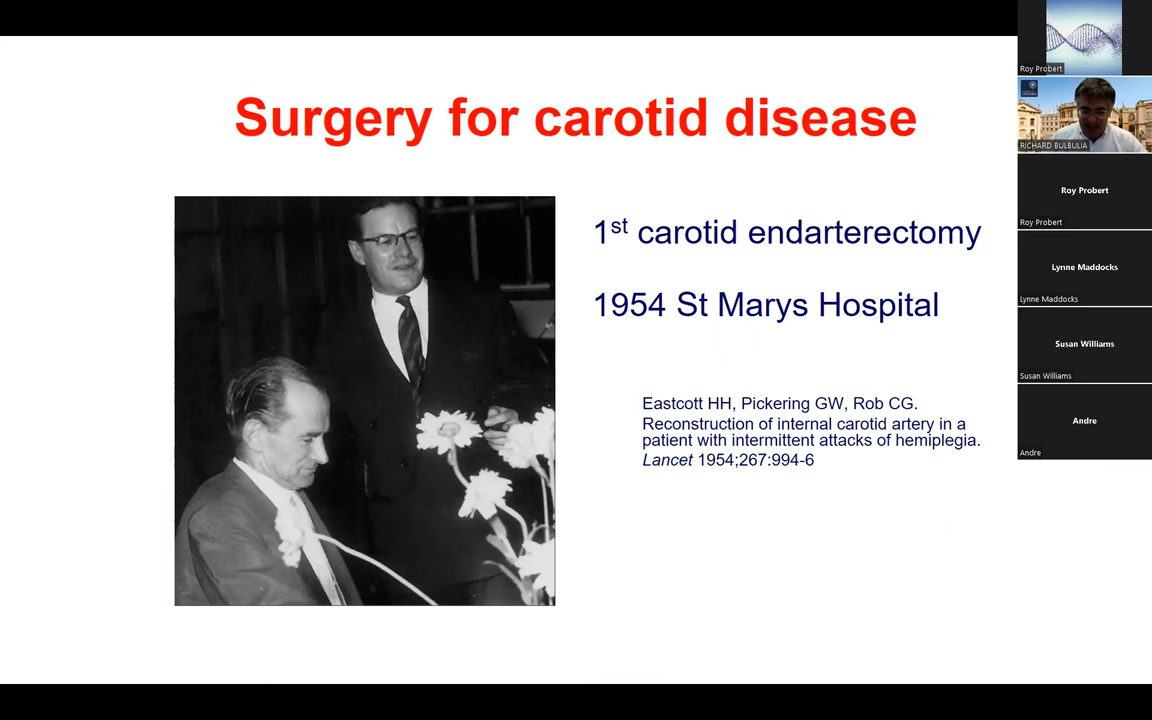 Surgery for carotid disease
1st carotid endarterectomy
1954 St Marys Hospital
Eastcott HH, Pickering GW, Rob CG.
Reconstruction of internal carotid artery in a
patient with intermittent attacks of hemiplegia.
Lancet 1954;267:994-6
Roy Probert
RICHARD BULBULIA
Roy Probert
Roy Probert
Lynne Maddocks
Lynne Maddocks
Susan Williams
Susan Williams
Andre
Andre